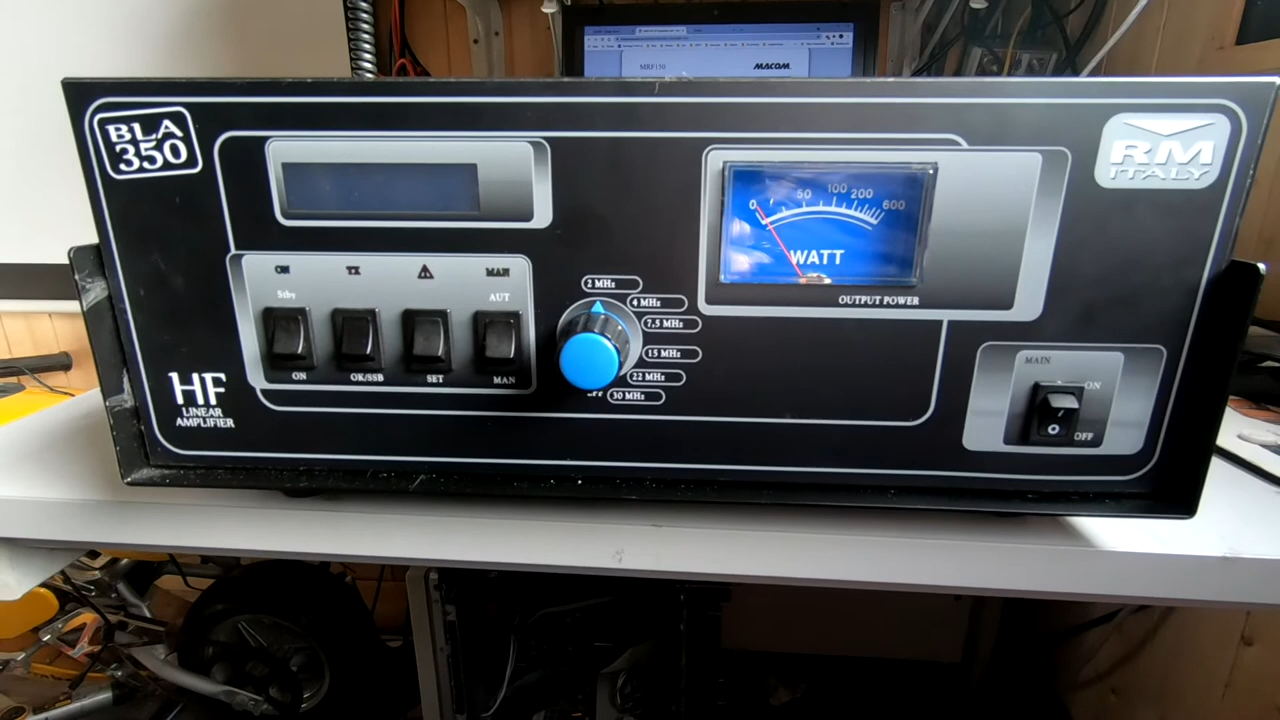 MRF150
MACOM
BLA
350
RM
ITALY
0 50 100 200 600
WATT
OUTPUT POWER
ON TX MAN
Stby AUT
ON OK/SSB SET MAN
2 MHz
4 MHz
7,5 MHz
15 MHz
22 MHz
30 MHz
MAIN
ON
OFF
HF
LINEAR
AMPLIFIER